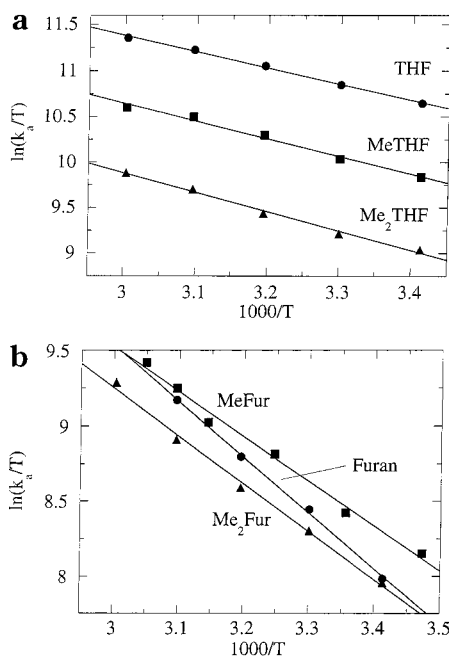 a
11.5
11
10.5
10
9.5
9
ln(kₐ/T)
THF
MeTHF
Me₂THF
3 3.1 3.2 3.3 3.4
1000/T
b
9.5
9
8.5
8
ln(kₐ/T)
MeFur
Furan
Me₂Fur
3 3.1 3.2 3.3 3.4 3.5
1000/T